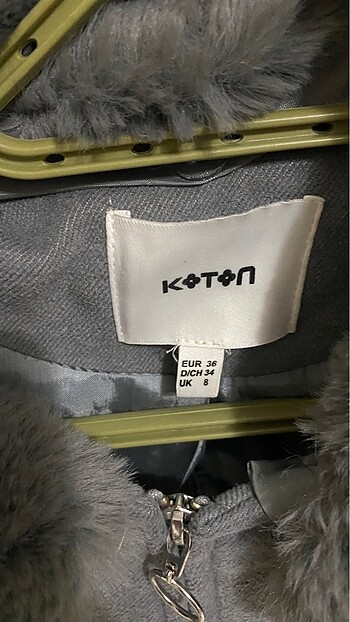 KOTON
EUR 36
D/CH 34
UK 8